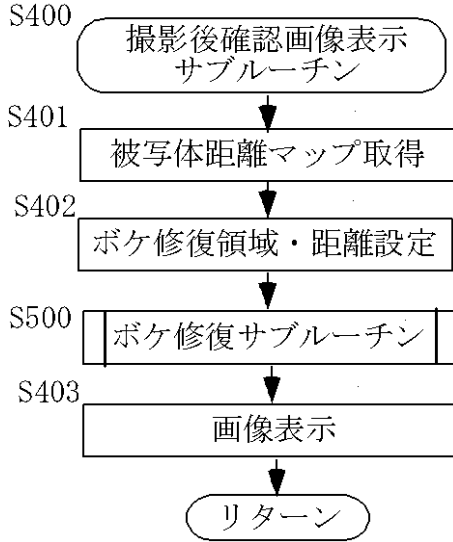 S400
撮影後確認画像表示
サブルーチン
S401
被写体距離マップ取得
S402
ボケ修復領域・距離設定
S500
ボケ修復サブルーチン
S403
画像表示
リターン